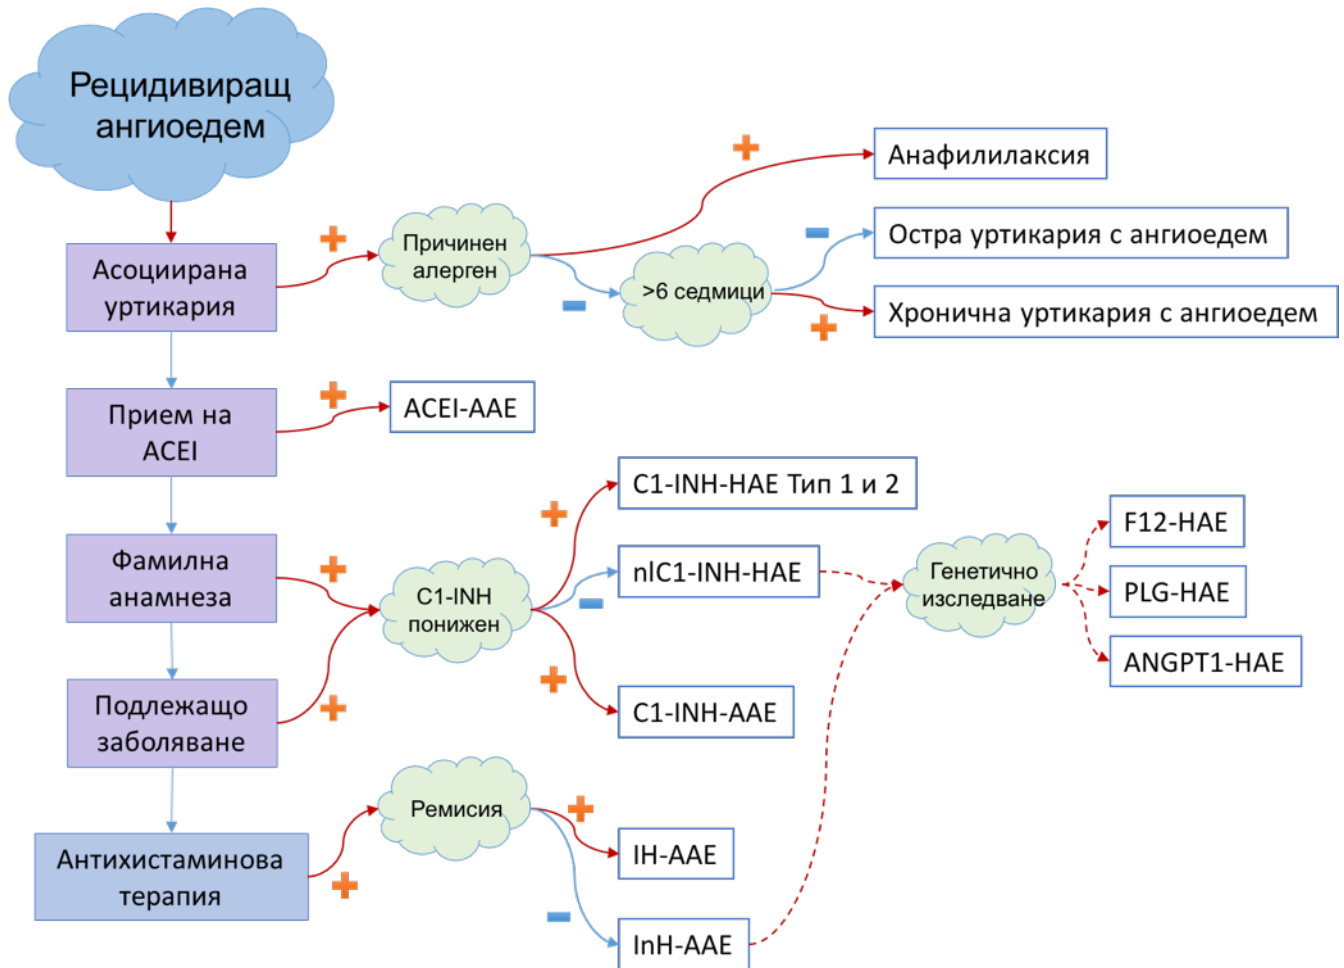 Рецидивиращ
ангиоедем
Анафилилаксия
Причинен
алерген
Остра уртикария с ангиоедем
Асоциирана
уртикария
>6 седмици
Хронична уртикария с ангиоедем
Прием на
ACEI
ACEI-AAE
C1-INH-HAE Тип 1 и 2
F12-HAE
Фамилна
анамнеза
C1-INH
понижен
nlC1-INH-HAE
Генетично
изследване
PLG-HAE
ANGPT1-HAE
Подлежащо
заболяване
C1-INH-AAE
Ремисия
Антихистаминова
терапия
IH-AAE
InH-AAE